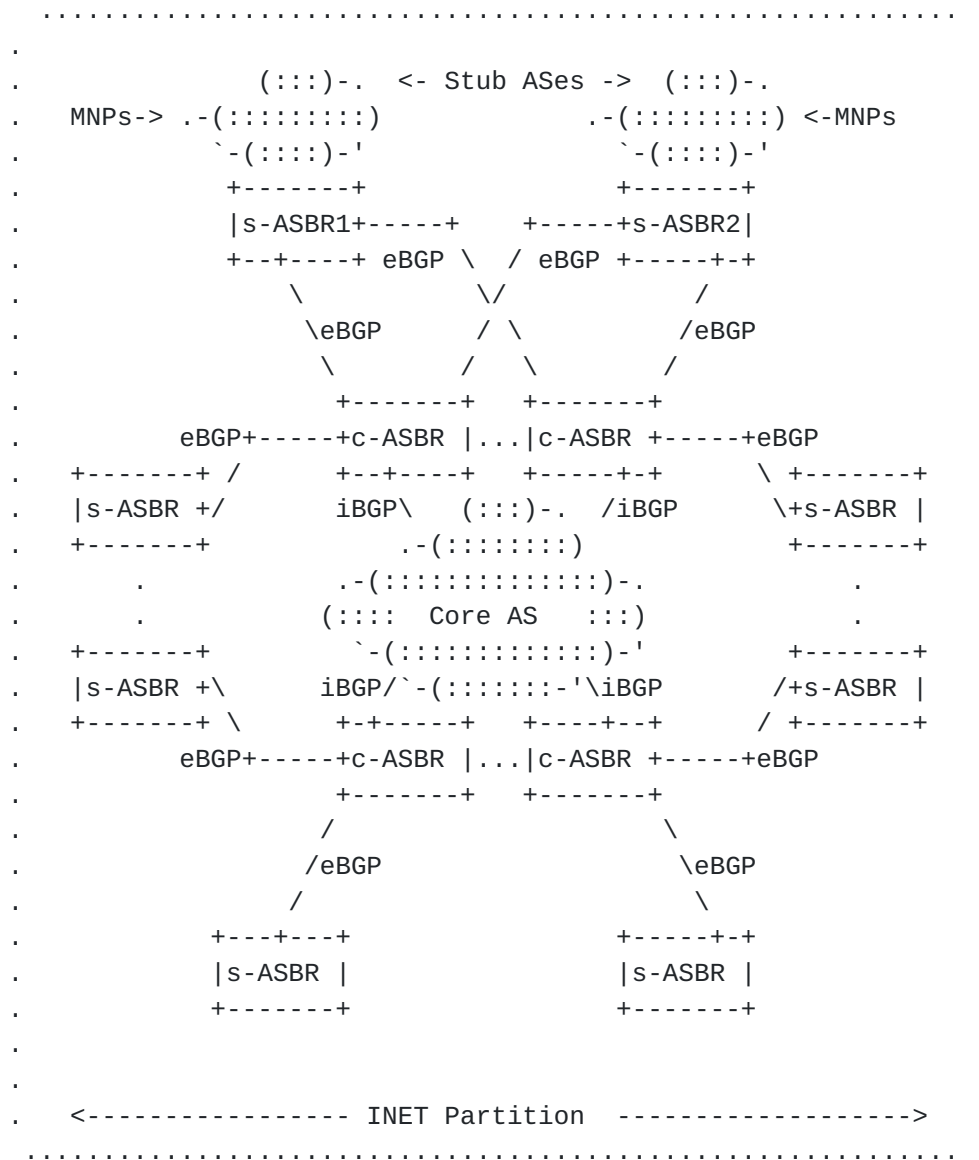 (:::)-.  <- Stub ASes ->  (:::)-.
MNPs-> .-(:::::::::)              .-(:::::::::) <-MNPs
`-(::::)-'                 `-(::::)-'
+-------+                 +-------+
|s-ASBR1+-----+    +-----+s-ASBR2|
+--+----+ eBGP \  / eBGP +-----+-+
\            \/            /
\eBGP      / \          /eBGP
\        /   \        /
+-------+   +-------+
eBGP+-----+c-ASBR |...|c-ASBR +-----+eBGP
+-------+ /      +--+----+   +-----+-+      \ +-------+
|s-ASBR +/       iBGP\   (:::)-.  /iBGP      \+s-ASBR |
+-------+            .-(::::::::)             +-------+
.            .-(::::::::::::::)-.             .
.           (::::  Core AS   :::)             .
+-------+         `-(:::::::::::::)-'         +-------+
|s-ASBR +\      iBGP/`-(:::::::-'\iBGP       /+s-ASBR |
+-------+ \      +-+-----+   +----+--+      / +-------+
eBGP+-----+c-ASBR |...|c-ASBR +-----+eBGP
+-------+   +-------+
/                      \
/eBGP                    \eBGP
/                          \
+---+---+                 +-----+-+
|s-ASBR |                 |s-ASBR |
+-------+                 +-------+
<----------------- INET Partition  ------------------->